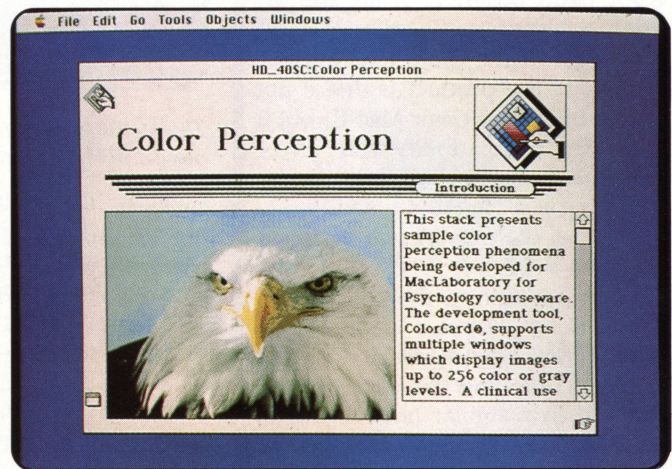 File Edit Go Tools Objects Windows
HD_40SC:Color Perception
Color Perception
Introduction
This stack presents
sample color
perception phenomena
being developed for
MacLaboratory for
Psychology courseware.
The development tool,
ColorCard®, supports
multiple windows
which display images
up to 256 color or gray
levels. A clinical use